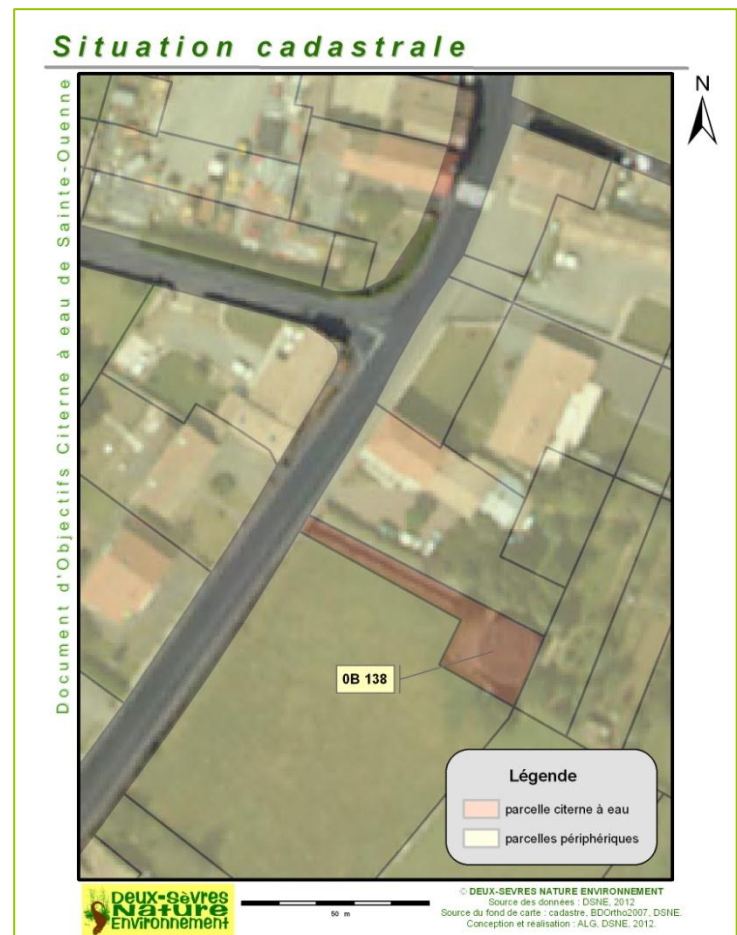 Situation cadastrale
Document d'Objectifs Citerne à eau de Sainte-Ouenne
N
0B 138
Légende
parcelle citerne à eau
parcelles périphériques
DEUX-SèVRES
NatURE
ENVIRONNEMENT
50 m
© DEUX-SEVRES NATURE ENVIRONNEMENT
Source des données : DSNE, 2012
Source du fond de carte : cadastre, BDOrtho2007, DSNE.
Conception et réalisation : ALG, DSNE, 2012.